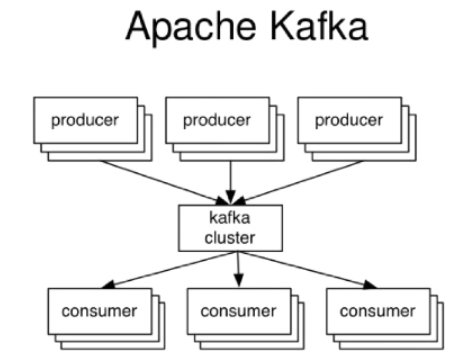 Apache Kafka
producer producer producer
kafka
cluster
consumer consumer consumer